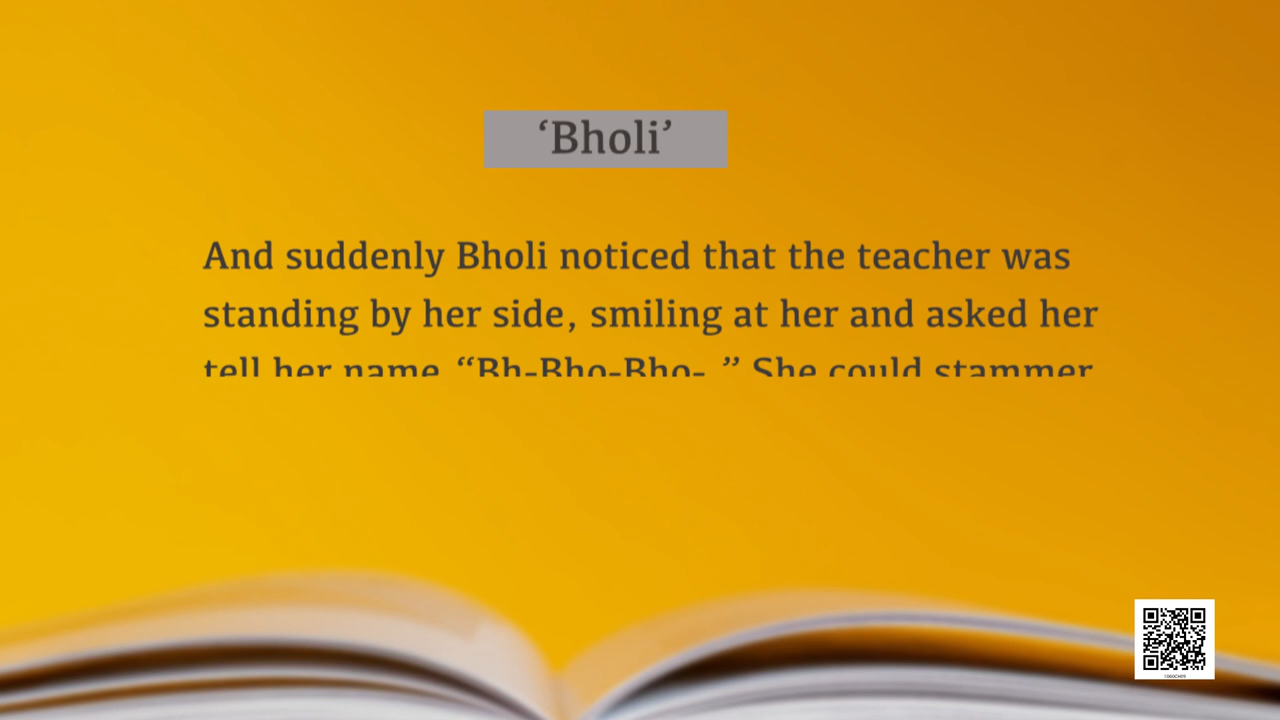 ‘Bholi’
And suddenly Bholi noticed that the teacher was
standing by her side, smiling at her and asked her
tell her name “Bh-Bho-Bho- ” She could stammer